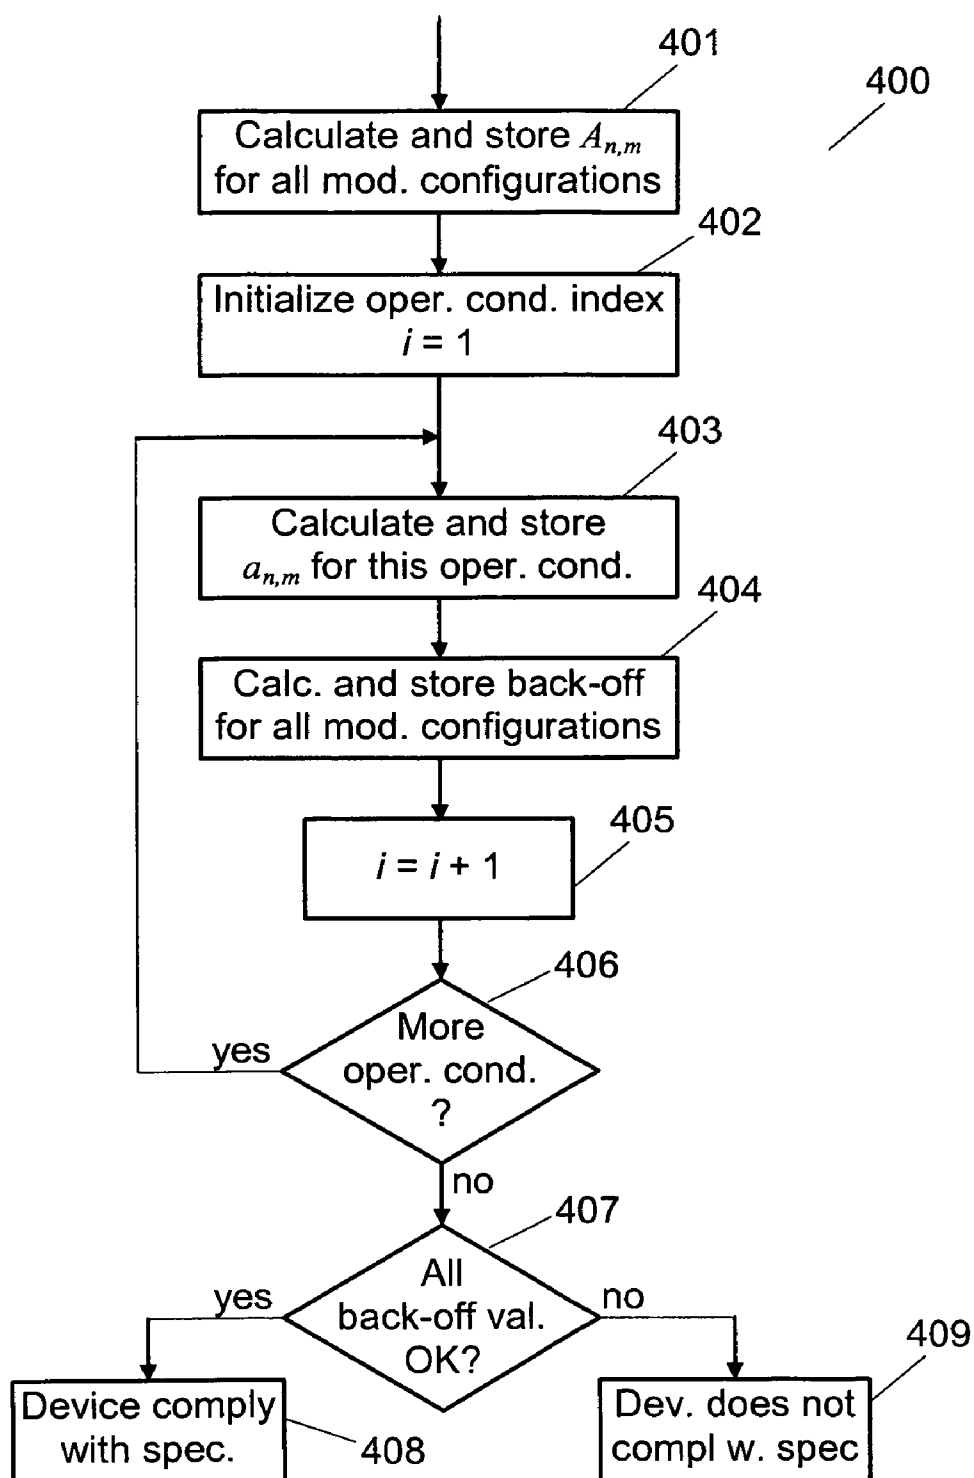 401
400
Calculate and store An,m
for all mod. configurations
402
Initialize oper. cond. index
i = 1
403
Calculate and store
an,m for this oper. cond.
404
Calc. and store back-off
for all mod. configurations
405
i = i + 1
406
More
oper. cond.
?
yes
no
407
All
back-off val.
OK?
yes
no
409
Device comply
with spec.
408
Dev. does not
compl w. spec